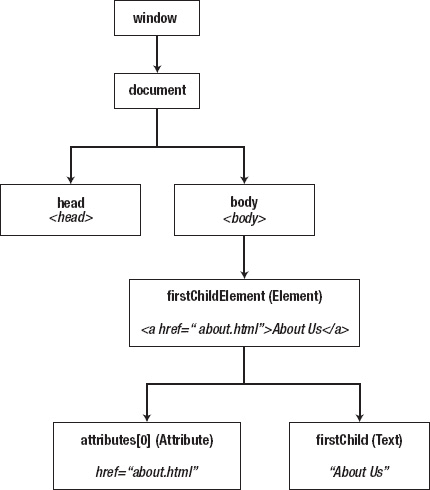 window
document
head
<head>
body
<body>
firstChildElement (Element)
<a href=“ about.html”>About Us</a>
attributes[0] (Attribute)
href=“about.html”
firstChild (Text)
“About Us”